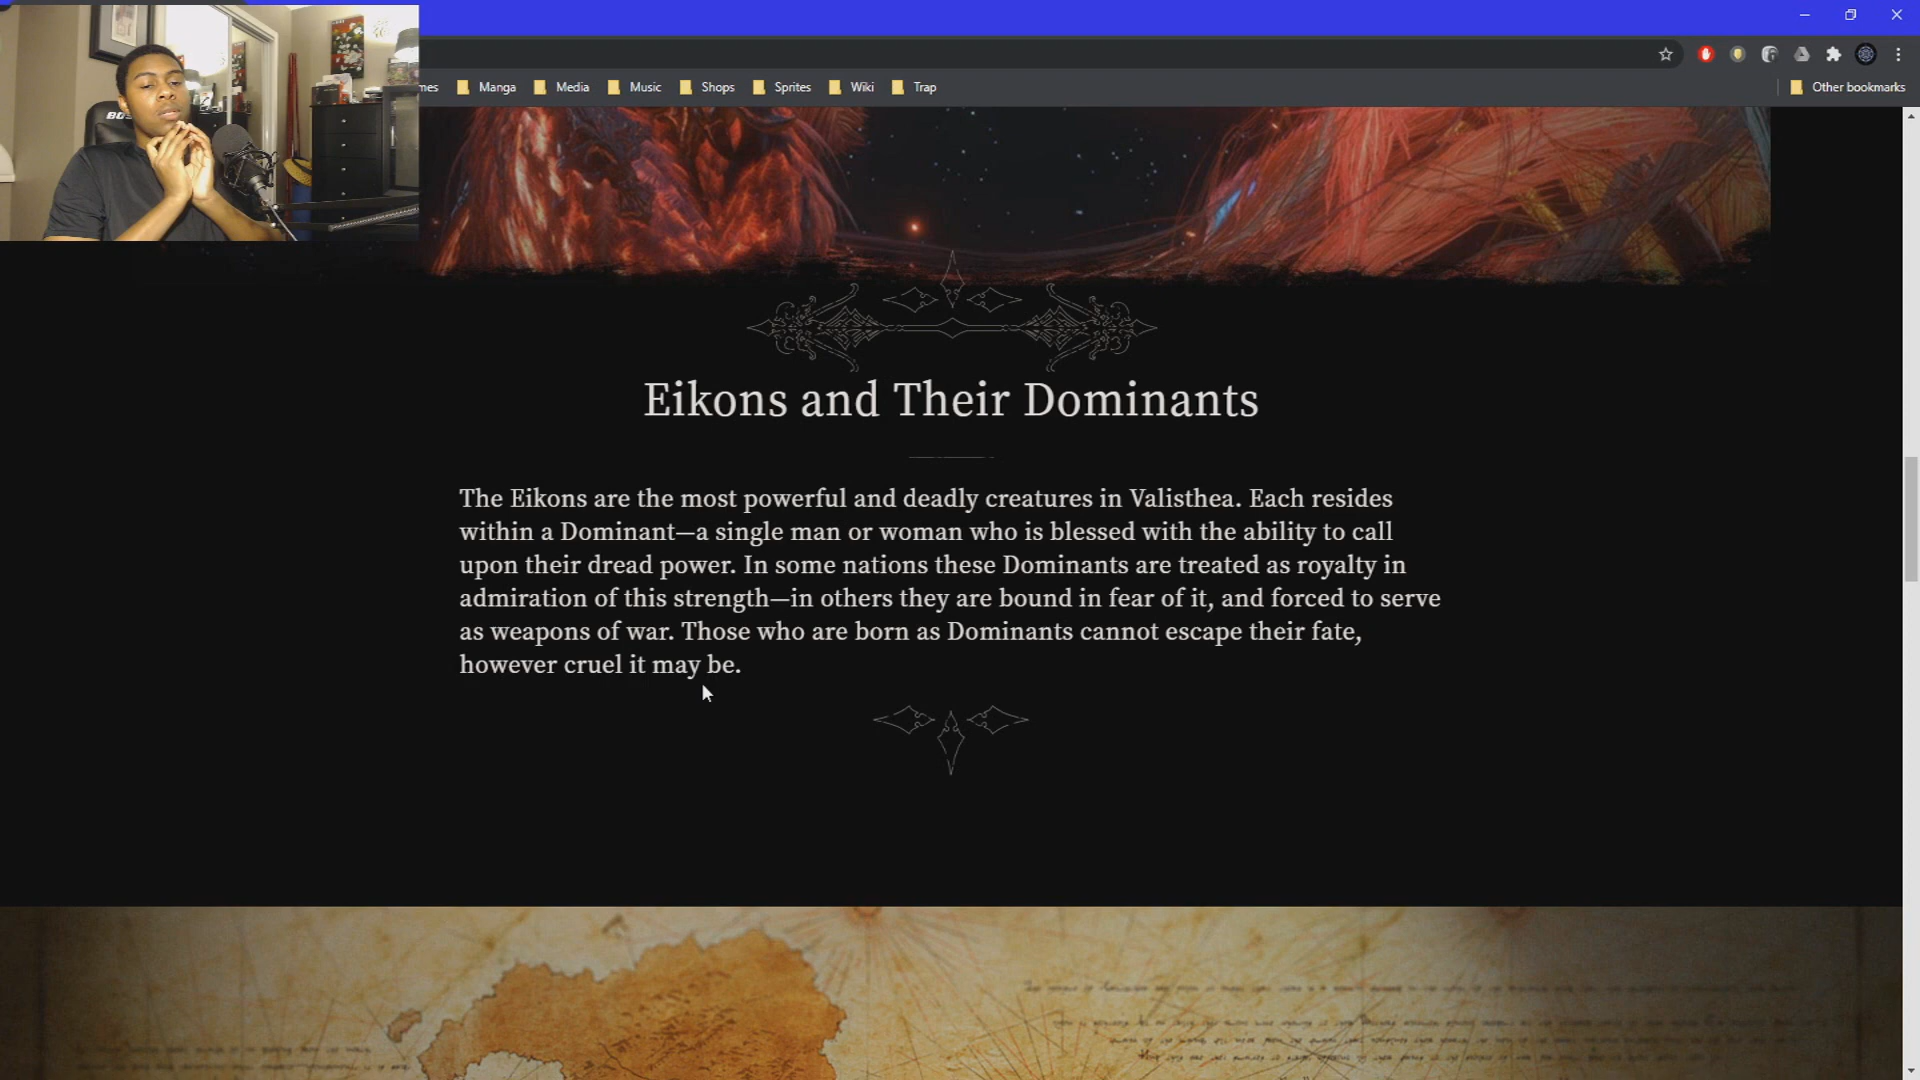 Manga
Media
Music
Shops
Sprites
Wiki
Trap
Other bookmarks
Eikons and Their Dominants
The Eikons are the most powerful and deadly creatures in Valisthea. Each resides
within a Dominant—a single man or woman who is blessed with the ability to call
upon their dread power. In some nations these Dominants are treated as royalty in
admiration of this strength—in others they are bound in fear of it, and forced to serve
as weapons of war. Those who are born as Dominants cannot escape their fate,
however cruel it may be.